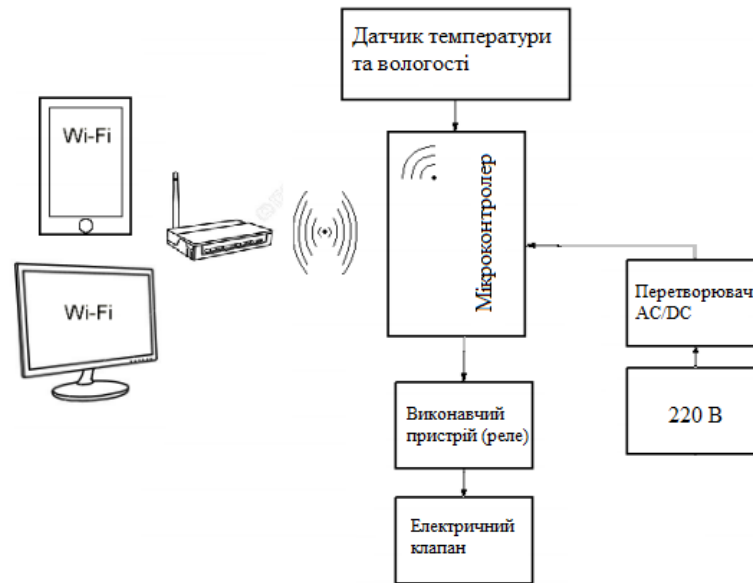 Датчик температури
та вологості
Wi-Fi
Мікроконтролер
Wi-Fi
Перетворювач
AC/DC
Виконавчий
пристрій (реле)
220 В
Електричний
клапан